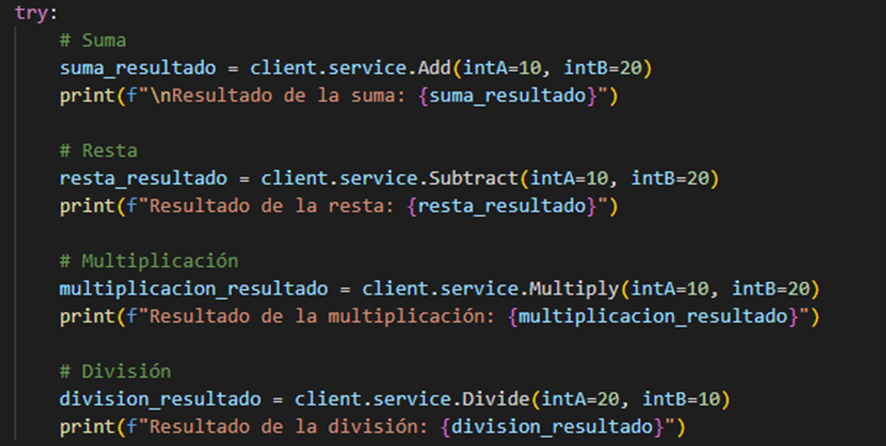 try:
# Suma
suma_resultado = client.service.Add(intA=10, intB=20)
print(f"\nResultado de la suma: {suma_resultado}")
# Resta
resta_resultado = client.service.Subtract(intA=10, intB=20)
print(f"Resultado de la resta: {resta_resultado}")
# Multiplicación
multiplicacion_resultado = client.service.Multiply(intA=10, intB=20)
print(f"Resultado de la multiplicación: {multiplicacion_resultado}")
# División
division_resultado = client.service.Divide(intA=20, intB=10)
print(f"Resultado de la división: {division_resultado}")